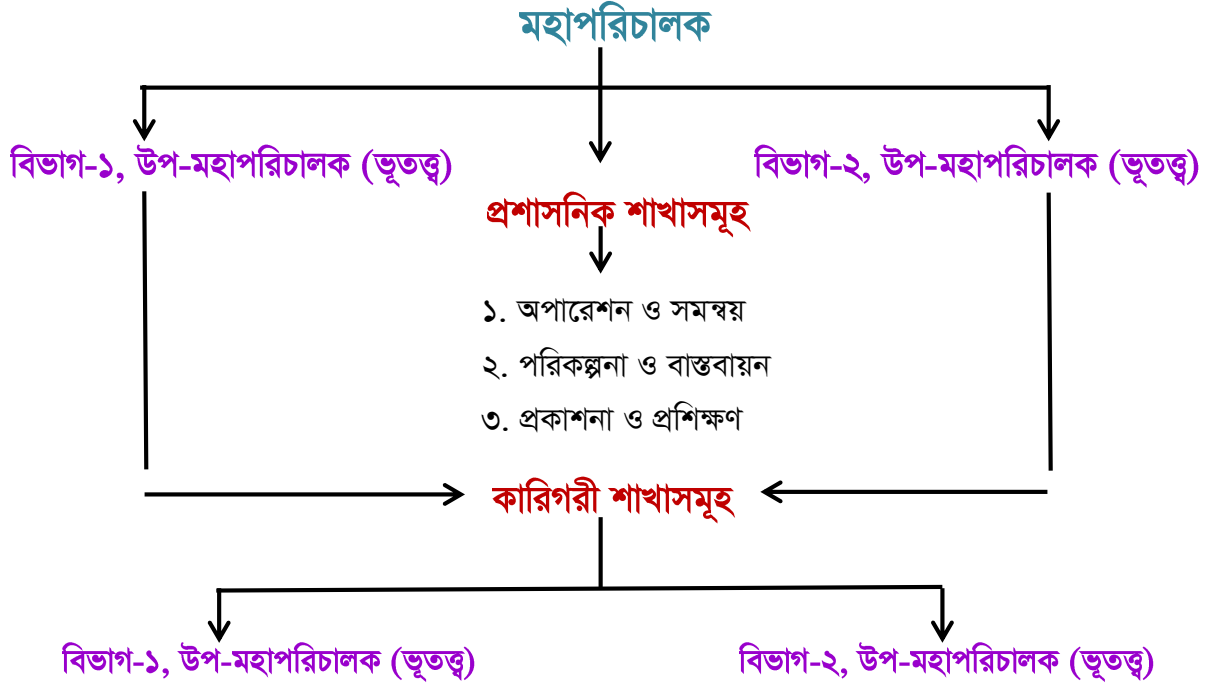 মহাপরিচালক
বিভাগ-১, উপ-মহাপরিচালক (ভূতত্ত্ব)
বিভাগ-২, উপ-মহাপরিচালক (ভূতত্ত্ব)
প্রশাসনিক শাখাসমূহ
১. অপারেশন ও সমন্বয়
২. পরিকল্পনা ও বাস্তবায়ন
৩. প্রকাশনা ও প্রশিক্ষণ
কারিগরী শাখাসমূহ
বিভাগ-১, উপ-মহাপরিচালক (ভূতত্ত্ব)
বিভাগ-২, উপ-মহাপরিচালক (ভূতত্ত্ব)